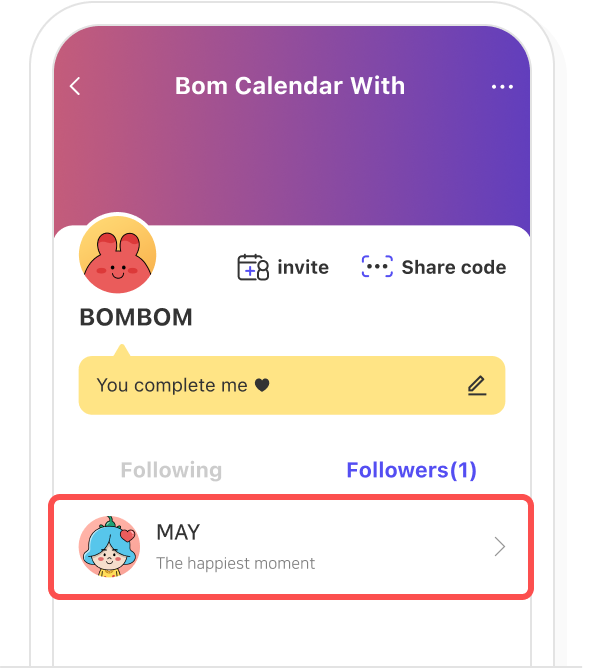 Bom Calendar With
invite
Share code
BOMBOM
You complete me ♥
Following
Followers(1)
MAY
The happiest moment